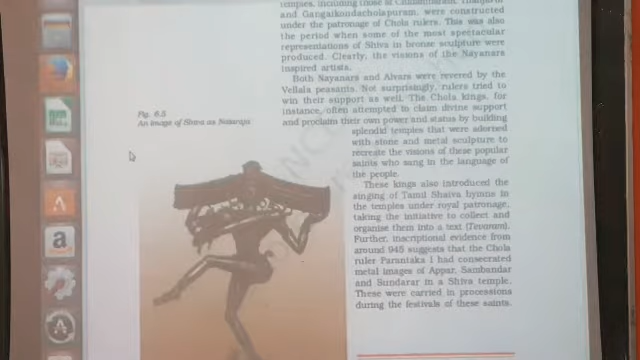 temples, including those at Chidambaram, Thanjavur
and Gangaikondacholapuram, were constructed
under the patronage of Chola rulers. This was also
the period when some of the most spectacular
representations of Shiva in bronze sculpture were
produced. Clearly, the visions of the Nayanars
inspired artists.
Both Nayanars and Alvars were revered by the
Vellala peasants. Not surprisingly, rulers tried to
win their support as well. The Chola kings, for
instance, often attempted to claim divine support
and proclaim their own power and status by building
splendid temples that were adorned
with stone and metal sculpture to
recreate the visions of these popular
saints who sang in the language of
the people.
These kings also introduced the
singing of Tamil Shaiva hymns in
the temples under royal patronage,
taking the initiative to collect and
organise them into a text (Tevaram).
Further, inscriptional evidence from
around 945 suggests that the Chola
ruler Parantaka I had consecrated
metal images of Appar, Sambandar
and Sundarar in a Shiva temple.
These were carried in processions
during the festivals of these saints.
Fig. 6.5
An image of Shiva as Nataraja